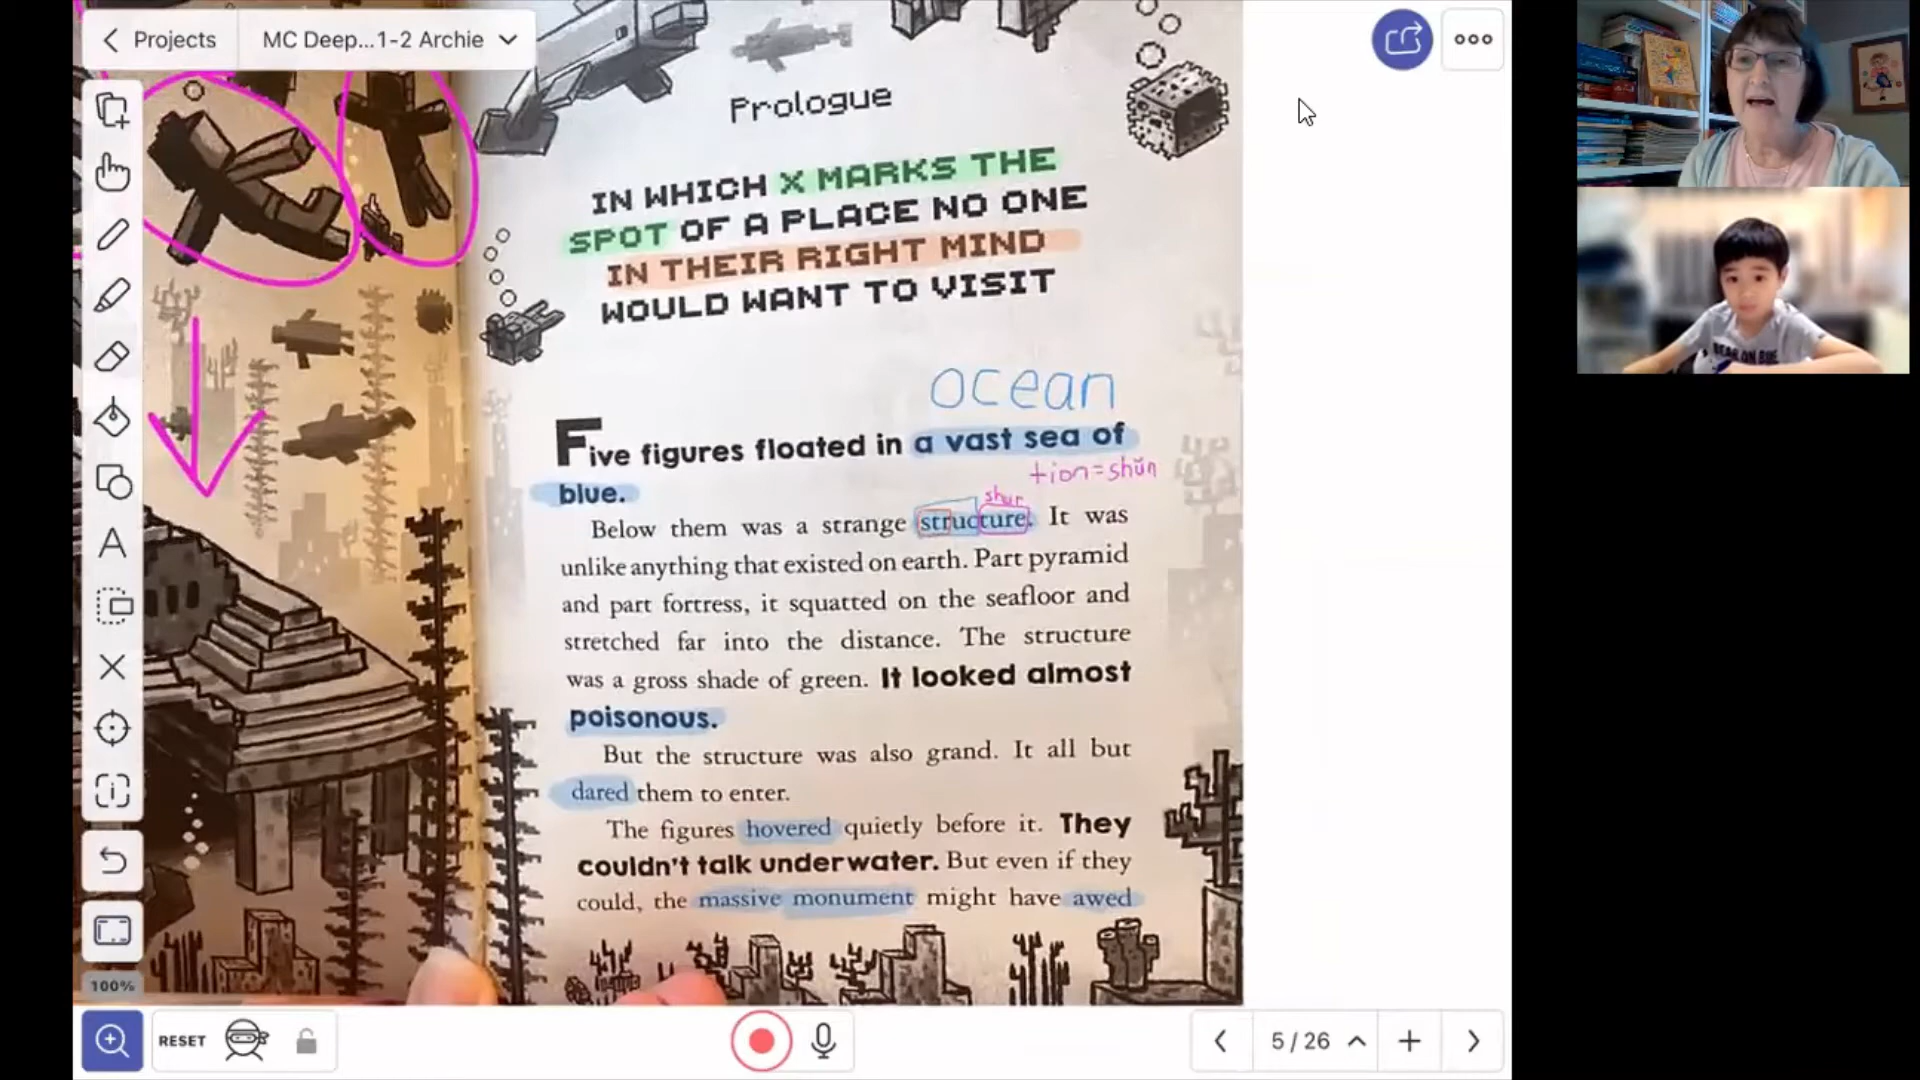 Projects
MC Deep...1-2 Archie
Prologue
IN WHICH X MARKS THE
SPOT OF A PLACE NO ONE
IN THEIR RIGHT MIND
WOULD WANT TO VISIT
ocean
Five figures floated in a vast sea of
tion=shŭn
blue.
shur
Below them was a strange structure. It was
unlike anything that existed on earth. Part pyramid
and part fortress, it squatted on the seafloor and
stretched far into the distance. The structure
was a gross shade of green. It looked almost
poisonous.
But the structure was also grand. It all but
dared them to enter.
The figures hovered quietly before it. They
couldn't talk underwater. But even if they
could, the massive monument might have awed
A
100%
RESET
5 / 26